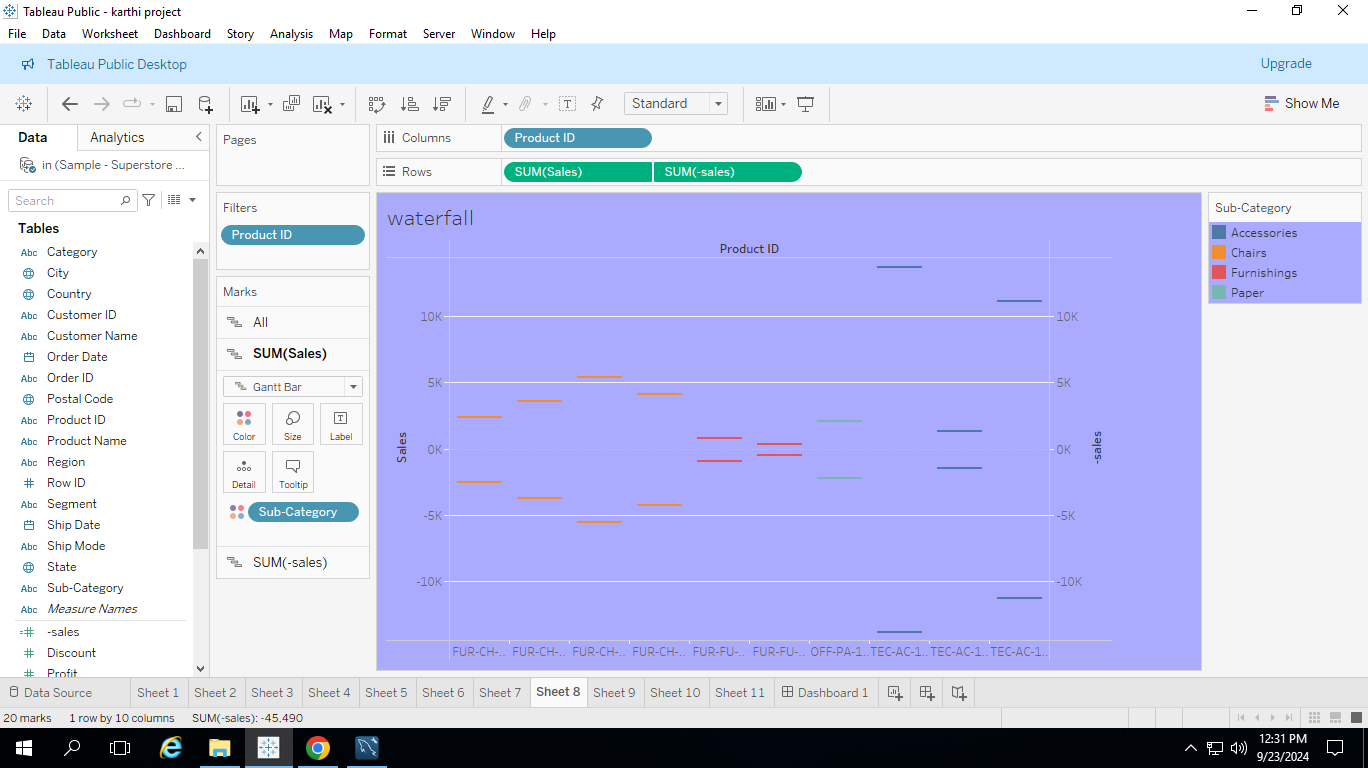 Tableau Public - karthi project
File Data Worksheet Dashboard Story Analysis Map Format Server Window Help
Tableau Public Desktop Upgrade
Standard Show Me
Data Analytics
Pages
Columns Product ID
in (Sample - Superstore ...
Rows SUM(Sales) SUM(-sales)
Search
Filters
Product ID
Tables
Category
City
Country
Customer ID
Customer Name
Order Date
Order ID
Postal Code
Product ID
Product Name
Region
Row ID
Segment
Ship Date
Ship Mode
State
Sub-Category
Measure Names
-sales
Discount
Profit
Marks
All
SUM(Sales)
Gantt Bar
Color Size Label
Detail Tooltip
Sub-Category
SUM(-sales)
waterfall
Product ID
10K 10K
5K 5K
0K 0K
-5K -5K
-10K -10K
Sales
-sales
FUR-CH-.. FUR-CH-.. FUR-CH-.. FUR-CH-.. FUR-FU-.. FUR-FU-.. OFF-PA-1.. TEC-AC-1.. TEC-AC-1.. TEC-AC-1..
Sub-Category
Accessories
Chairs
Furnishings
Paper
Data Source Sheet 1 Sheet 2 Sheet 3 Sheet 4 Sheet 5 Sheet 6 Sheet 7 Sheet 8 Sheet 9 Sheet 10 Sheet 11 Dashboard 1
20 marks 1 row by 10 columns SUM(-sales): -45,490
12:31 PM
9/23/2024